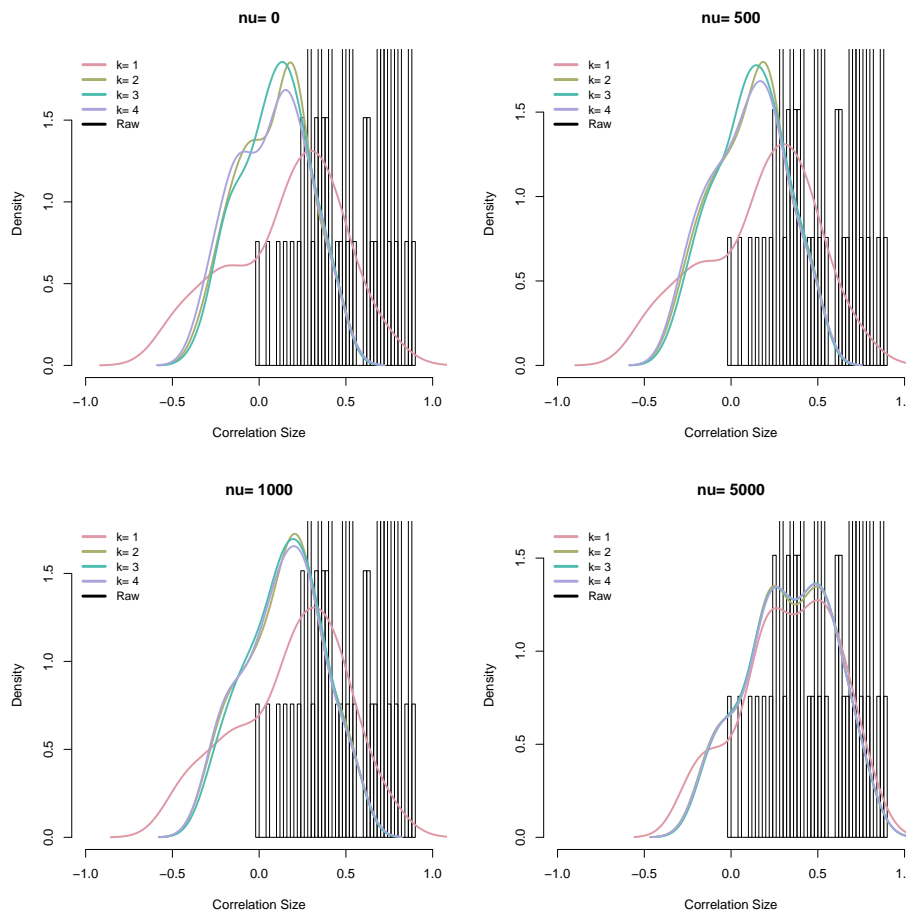 nu= 0
k= 1
k= 2
k= 3
k= 4
Raw
Density
0.0
0.5
1.0
1.5
−1.0
−0.5
0.0
0.5
1.0
Correlation Size
nu= 500
k= 1
k= 2
k= 3
k= 4
Raw
Density
0.0
0.5
1.0
1.5
−1.0
−0.5
0.0
0.5
1.0
Correlation Size
nu= 1000
k= 1
k= 2
k= 3
k= 4
Raw
Density
0.0
0.5
1.0
1.5
−1.0
−0.5
0.0
0.5
1.0
Correlation Size
nu= 5000
k= 1
k= 2
k= 3
k= 4
Raw
Density
0.0
0.5
1.0
1.5
−1.0
−0.5
0.0
0.5
Correlation Size